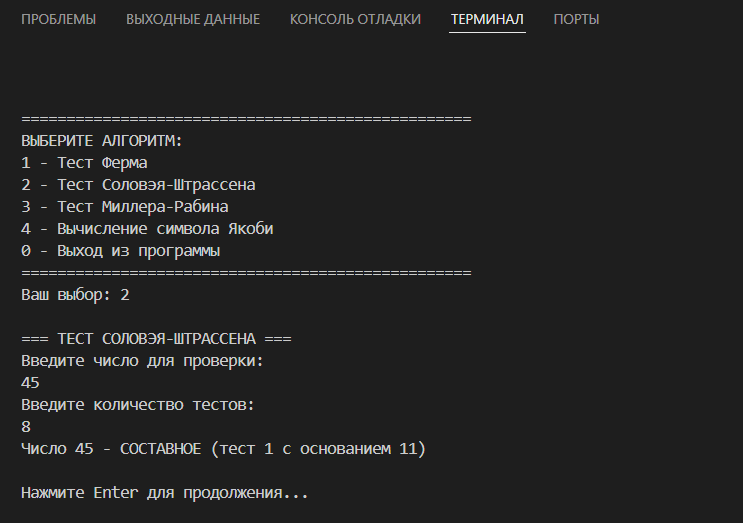 ПРОБЛЕМЫ ВЫХОДНЫЕ ДАННЫЕ КОНСОЛЬ ОТЛАДКИ ТЕРМИНАЛ ПОРТЫ
==================================================
ВЫБЕРИТЕ АЛГОРИТМ:
1 - Тест Ферма
2 - Тест Соловэя-Штрассена
3 - Тест Миллера-Рабина
4 - Вычисление символа Якоби
0 - Выход из программы
==================================================
Ваш выбор: 2
=== ТЕСТ СОЛОВЭЯ-ШТРАССЕНА ===
Введите число для проверки:
45
Введите количество тестов:
8
Число 45 - СОСТАВНОЕ (тест 1 с основанием 11)
Нажмите Enter для продолжения...